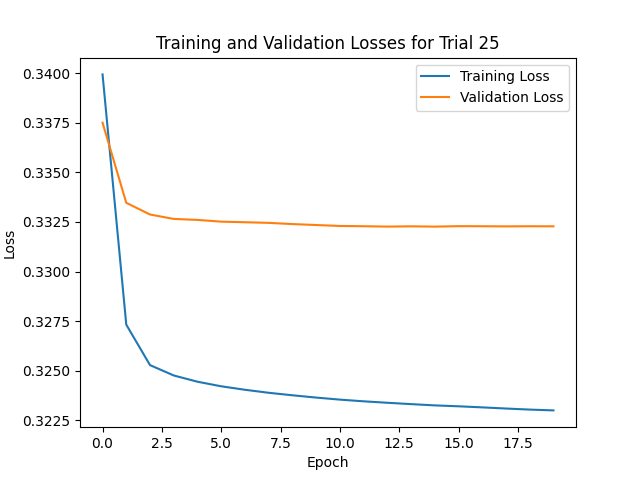 Training and Validation Losses for Trial 25
Training Loss
Validation Loss
0.3400
0.3375
0.3350
0.3325
0.3300
0.3275
0.3250
0.3225
Loss
0.0 2.5 5.0 7.5 10.0 12.5 15.0 17.5
Epoch